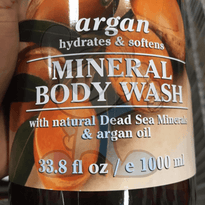 argan
hydrates & softens
MINERAL
BODY WASH
with natural Dead Sea Minerals
& argan oil
33.8 fl oz / e 1000 ml